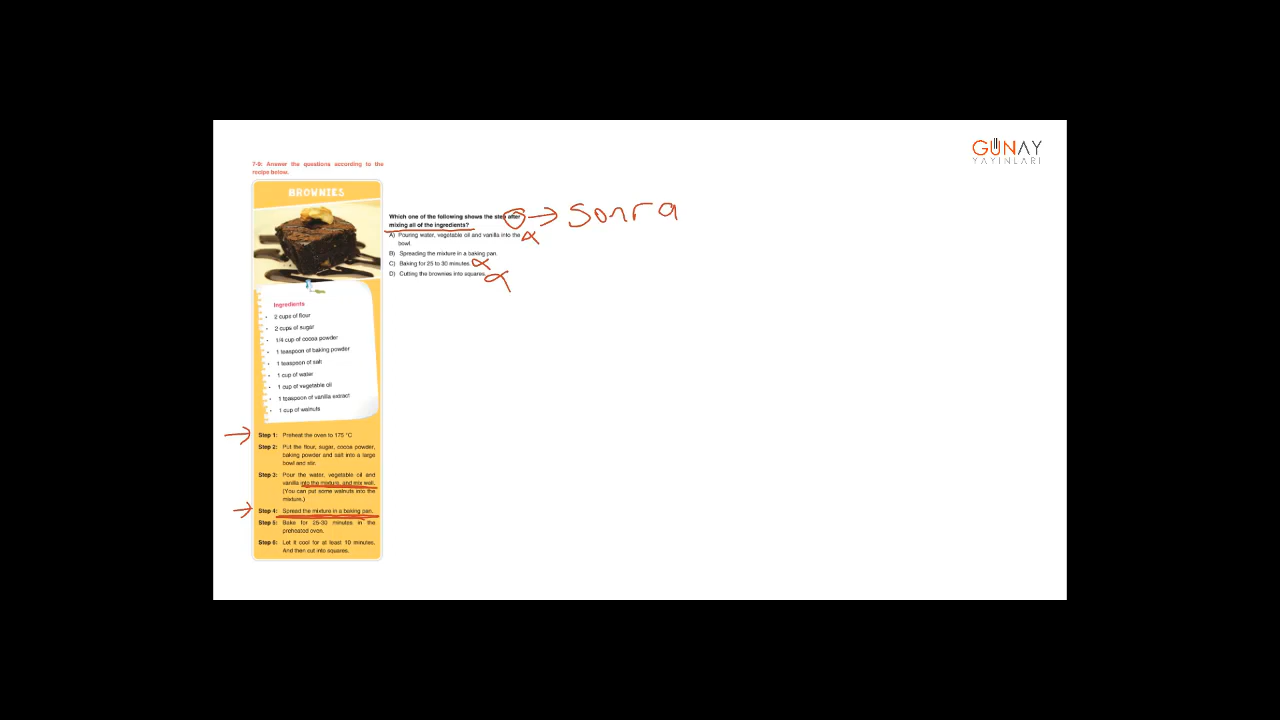 GÜNAY
YAYINLARI
7-9: Answer the questions according to the
recipe below.
BROWNIES
Ingredients
• 2 cups of flour
• 2 cups of sugar
• 1/4 cup of cocoa powder
• 1 teaspoon of baking powder
• 1 teaspoon of salt
• 1 cup of water
• 1 cup of vegetable oil
• 1 teaspoon of vanilla extract
• 1 cup of walnuts
Step 1: Preheat the oven to 175 °C
Step 2: Put the flour, sugar, cocoa powder,
baking powder and salt into a large
bowl and stir.
Step 3: Pour the water, vegetable oil and
vanilla into the mixture, and mix well.
(You can put some walnuts into the
mixture.)
Step 4: Spread the mixture in a baking pan.
Step 5: Bake for 25-30 minutes in the
preheated oven.
Step 6: Let it cool for at least 10 minutes.
And then cut into squares.
Which one of the following shows the step after
mixing all of the ingredients?
A) Pouring water, vegetable oil and vanilla into the
bowl.
B) Spreading the mixture in a baking pan.
C) Baking for 25 to 30 minutes.
D) Cutting the brownies into squares.
Sonra